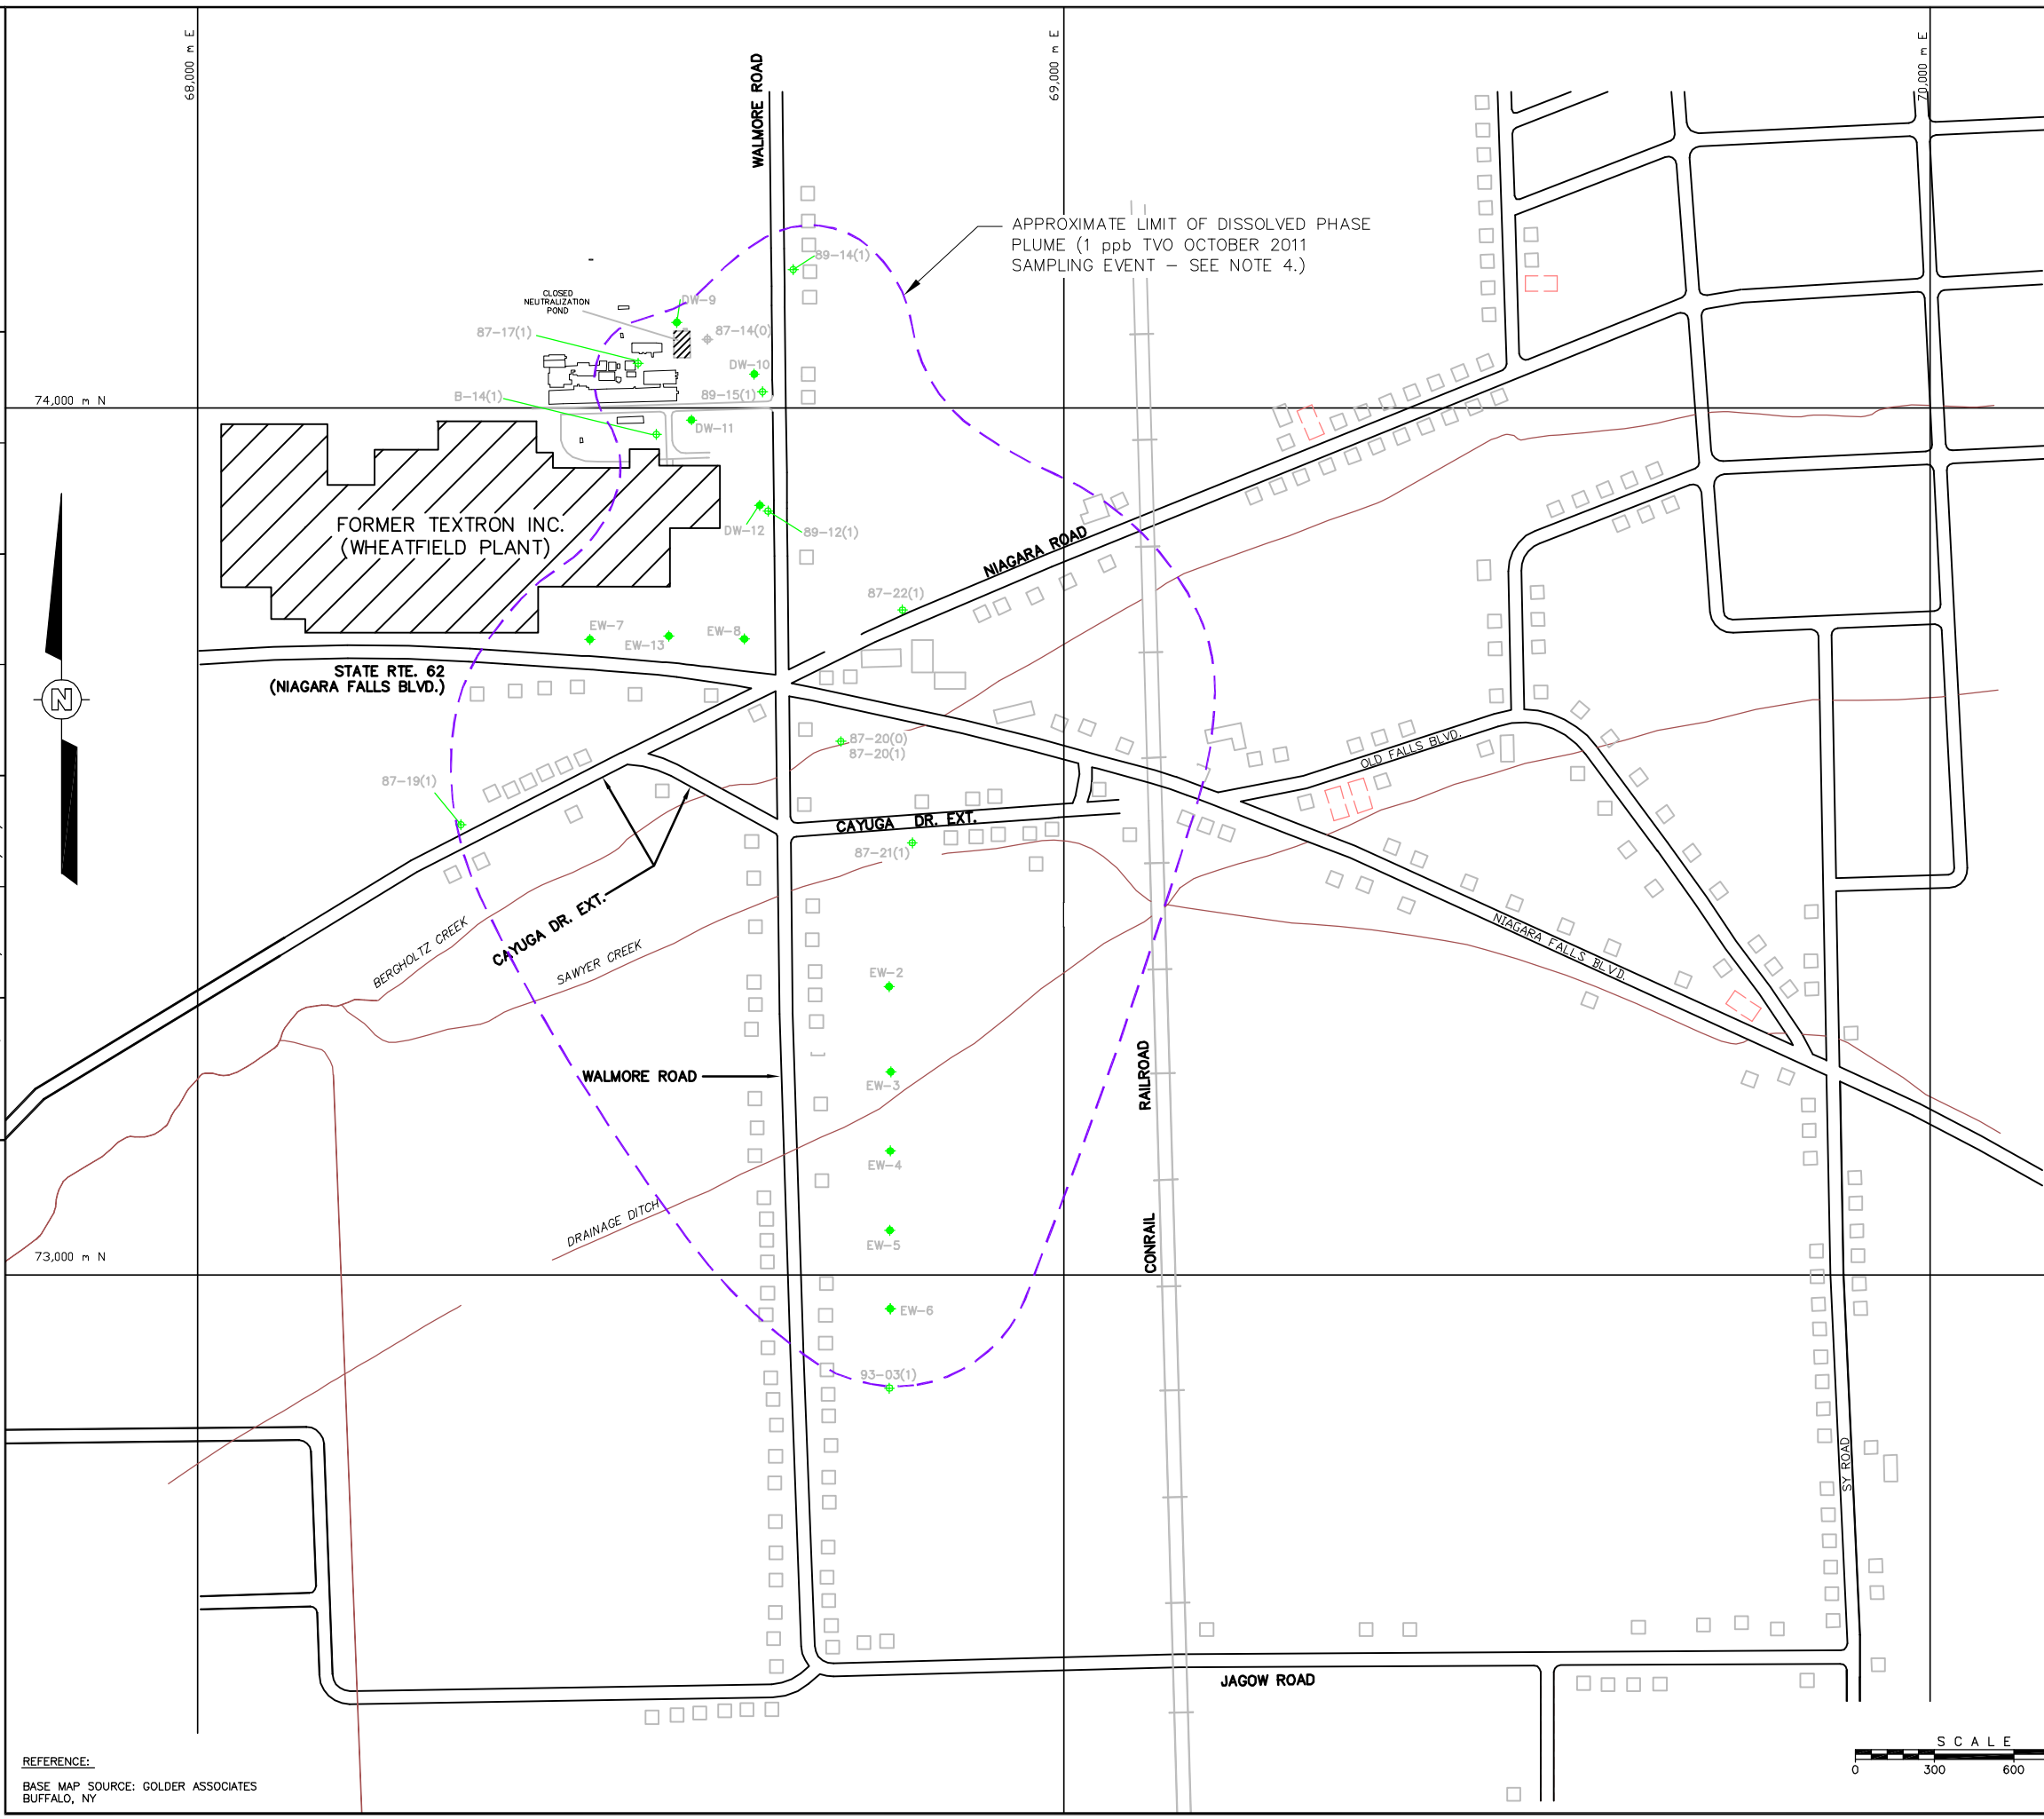 68,000 m E
69,000 m E
70,000 m E
WALMORE ROAD
APPROXIMATE LIMIT OF DISSOLVED PHASE
PLUME (1 ppb TVO OCTOBER 2011
SAMPLING EVENT – SEE NOTE 4.)
89-14(1)
CLOSED
NEUTRALIZATION
POND
DW-9
87-17(1)
87-14(0)
DW-10
B-14(1)
89-15(1)
74,000 m N
DW-11
FORMER TEXTRON INC.
(WHEATFIELD PLANT)
DW-12
89-12(1)
NIAGARA ROAD
87-22(1)
EW-7
EW-13
EW-8
N
STATE RTE. 62
(NIAGARA FALLS BLVD.)
87-20(0)
87-20(1)
OLD FALLS BLVD.
87-19(1)
CAYUGA DR. EXT.
87-21(1)
CAYUGA DR. EXT.
BERGHOLTZ CREEK
SAWYER CREEK
NIAGARA FALLS BLVD
EW-2
WALMORE ROAD
EW-3
RAILROAD
EW-4
DRAINAGE DITCH
EW-5
CONRAIL
73,000 m N
EW-6
93-03(1)
SY ROAD
JAGOW ROAD
REFERENCE:
BASE MAP SOURCE: GOLDER ASSOCIATES
BUFFALO, NY
S C A L E
0 300 600